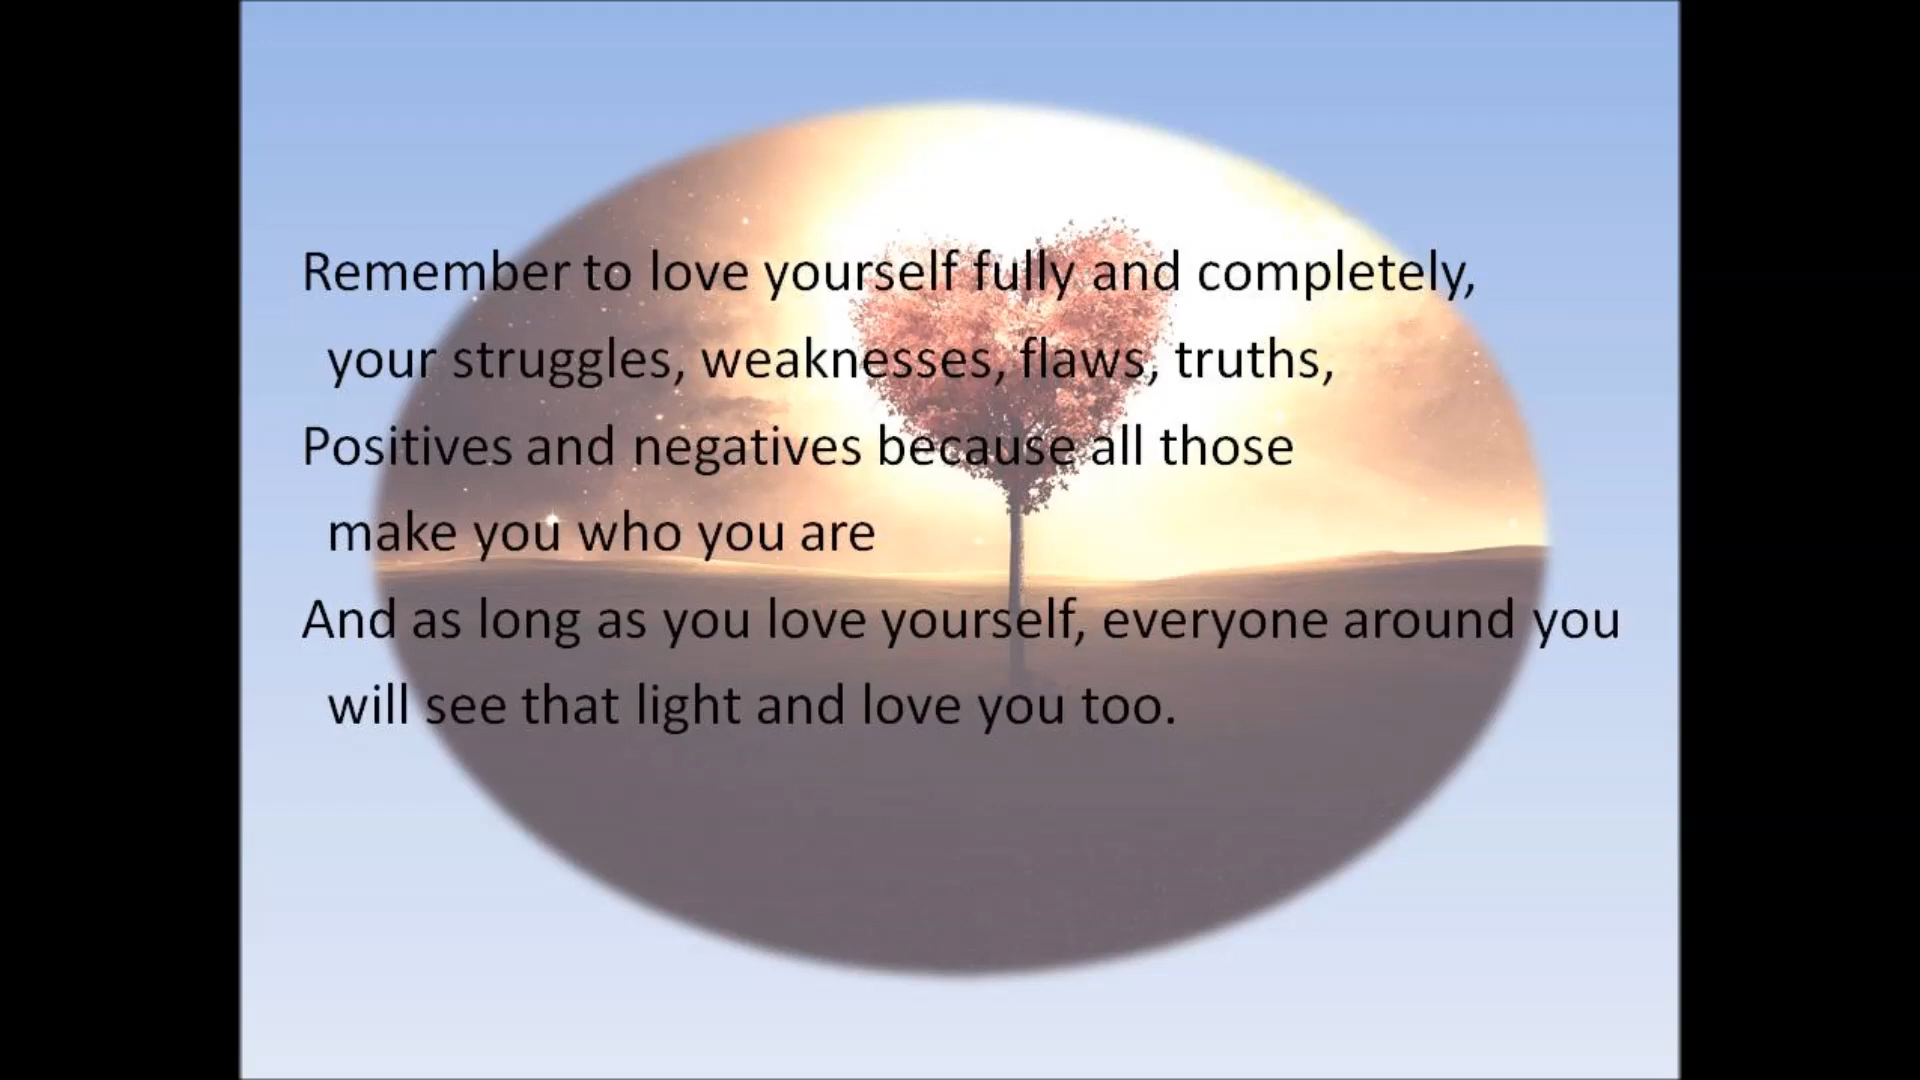 Remember to love yourself fully and completely,
your struggles, weaknesses, flaws, truths,
Positives and negatives because all those
make you who you are
And as long as you love yourself, everyone around you
will see that light and love you too.